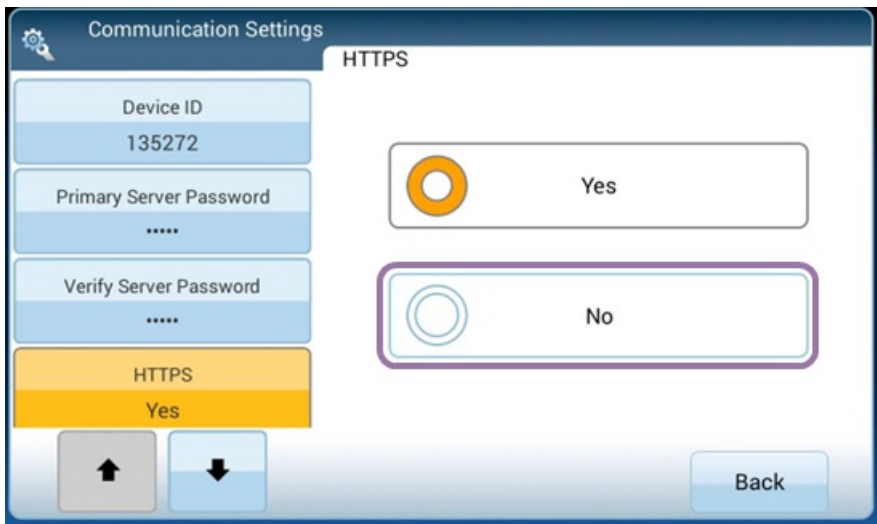 Communication Settings
HTTPS
Device ID
135272
Primary Server Password
•••••
Verify Server Password
•••••
HTTPS
Yes
Yes
No
Back